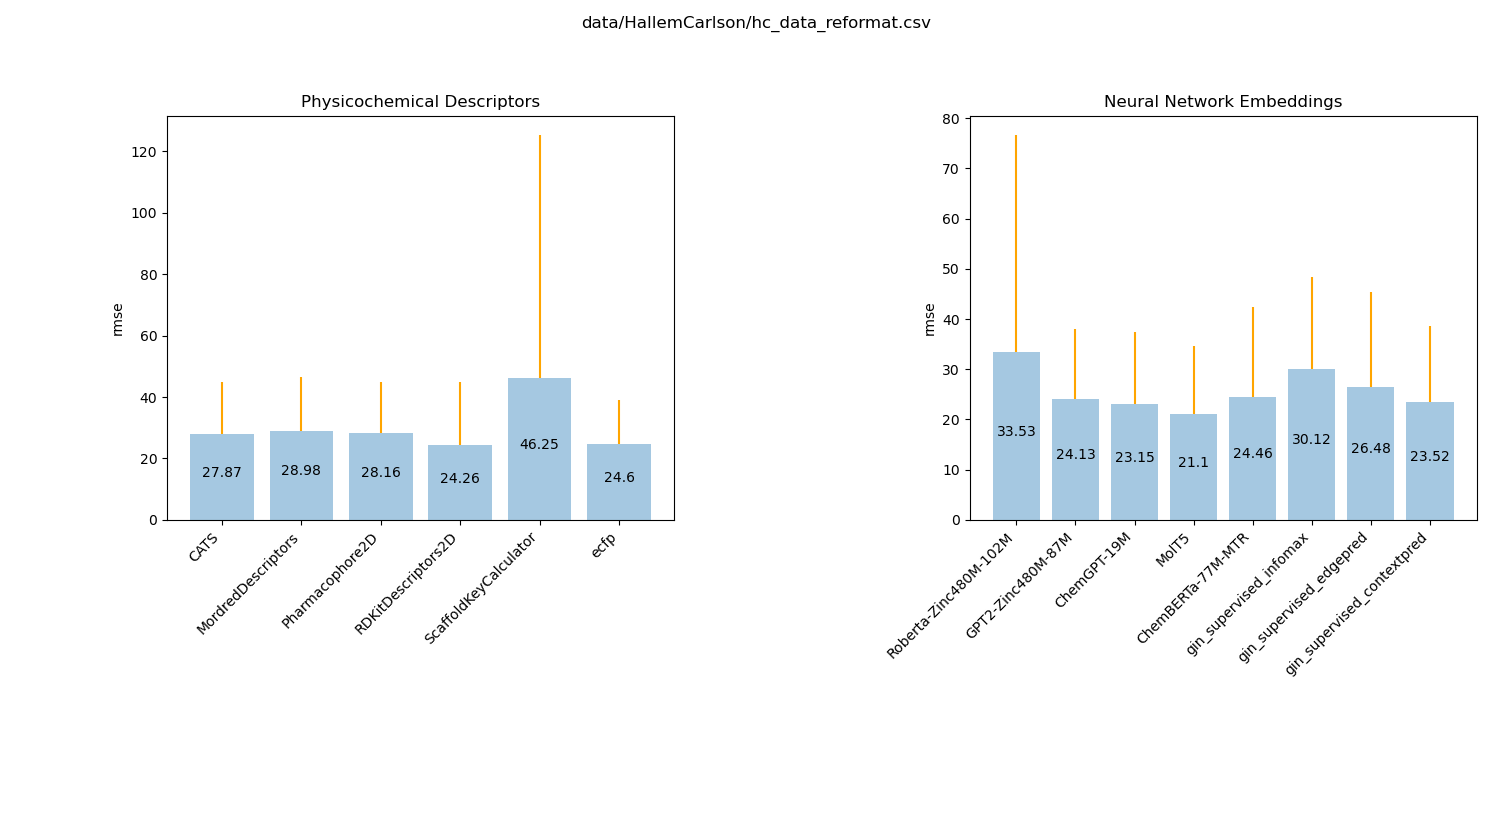 data/HallemCarlson/hc_data_reformat.csv
Physicochemical Descriptors
rmse
120
100
80
60
40
20
0
27.87
28.98
28.16
24.26
46.25
24.6
CATS
MordredDescriptors
Pharmacophore2D
RDKitDescriptors2D
ScaffoldKeyCalculator
ecfp
Neural Network Embeddings
rmse
80
70
60
50
40
30
20
10
0
33.53
24.13
23.15
21.1
24.46
30.12
26.48
23.52
Roberta-Zinc480M-102M
GPT2-Zinc480M-87M
ChemGPT-19M
MolT5
ChemBERTa-77M-MTR
gin_supervised_infomax
gin_supervised_edgepred
gin_supervised_contextpred